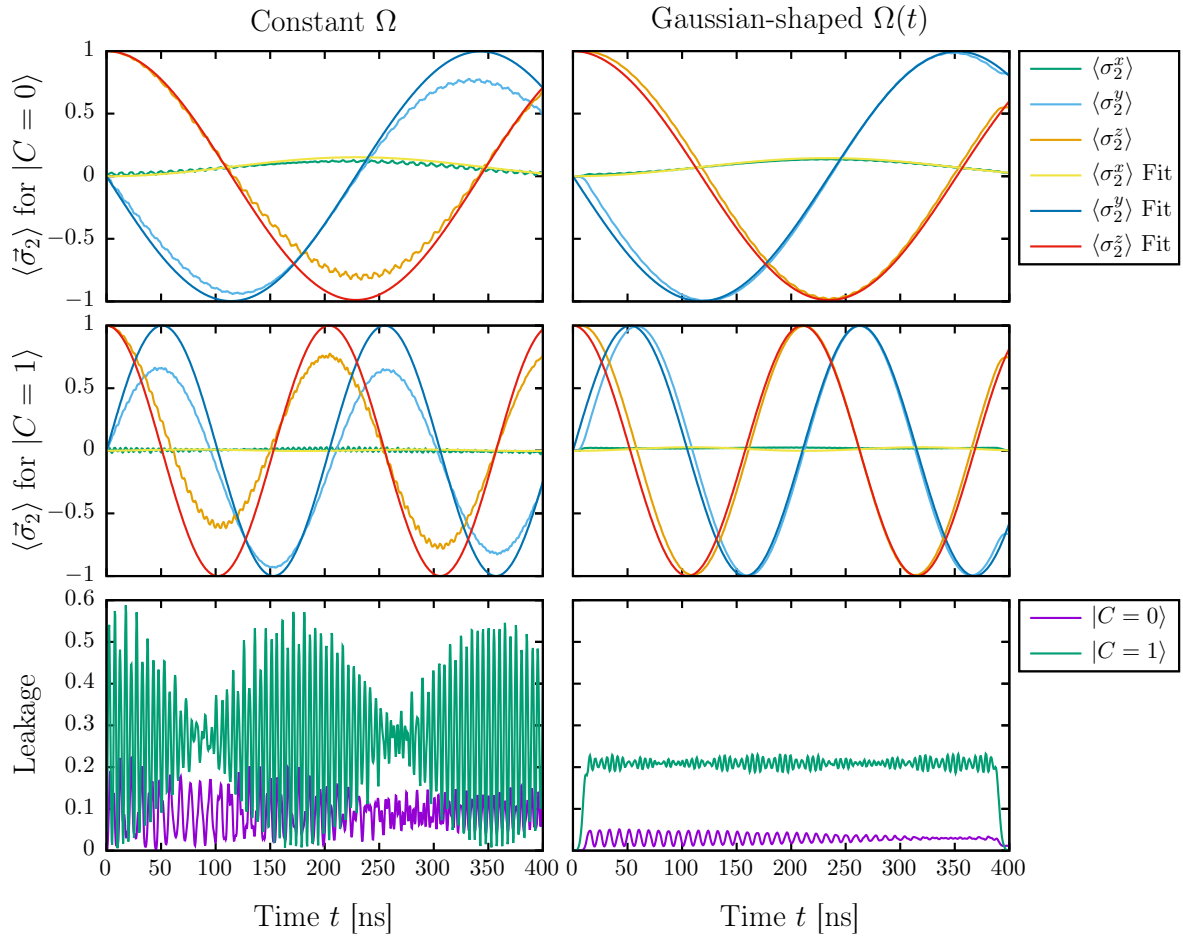 Constant Ω
Gaussian-shaped Ω(t)
⟨σ⃗₂⟩ for |C = 0⟩
1
0.5
0
−0.5
−1
⟨σ₂ˣ⟩
⟨σ₂ʸ⟩
⟨σ₂ᶻ⟩
⟨σ₂ˣ⟩ Fit
⟨σ₂ʸ⟩ Fit
⟨σ₂ᶻ⟩ Fit
⟨σ⃗₂⟩ for |C = 1⟩
1
0.5
0
−0.5
−1
Leakage
0.6
0.5
0.4
0.3
0.2
0.1
0
|C = 0⟩
|C = 1⟩
0 50 100 150 200 250 300 350 400
0 50 100 150 200 250 300 350 400
Time t [ns]
Time t [ns]